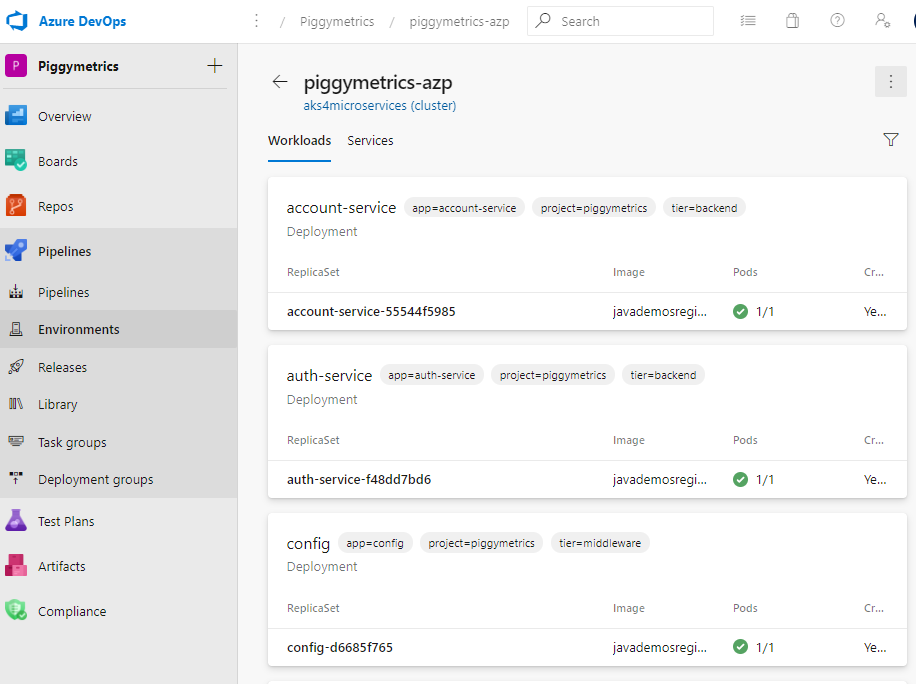 Azure DevOps
/ Piggymetrics / piggymetrics-azp
Search
P Piggymetrics
Overview
Boards
Repos
Pipelines
Pipelines
Environments
Releases
Library
Task groups
Deployment groups
Test Plans
Artifacts
Compliance
piggymetrics-azp
aks4microservices (cluster)
Workloads Services
account-service app=account-service project=piggymetrics tier=backend
Deployment
ReplicaSet Image Pods Cr...
account-service-55544f5985 javademosregi... 1/1 Ye...
auth-service app=auth-service project=piggymetrics tier=backend
Deployment
ReplicaSet Image Pods Cr...
auth-service-f48dd7bd6 javademosregi... 1/1 Ye...
config app=config project=piggymetrics tier=middleware
Deployment
ReplicaSet Image Pods Cr...
config-d6685f765 javademosregi... 1/1 Ye...